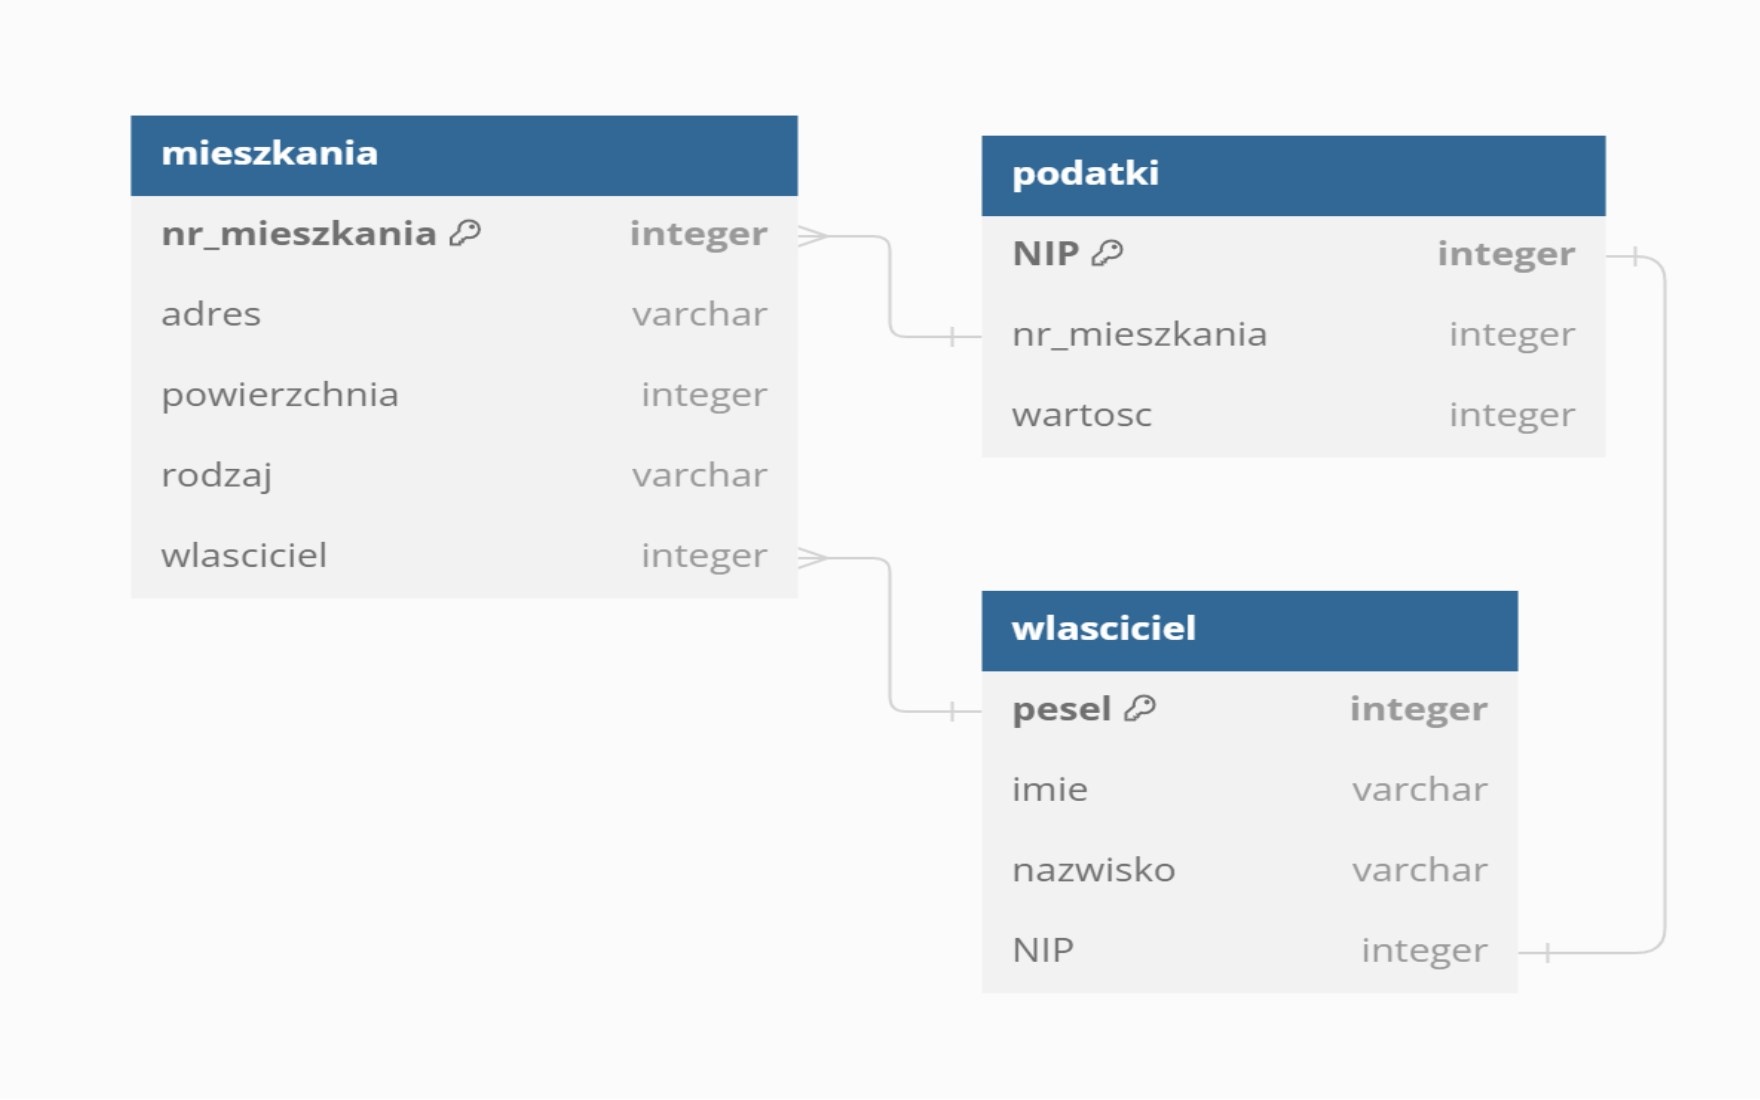 mieszkania
nr_mieszkania integer
adres varchar
powierzchnia integer
rodzaj varchar
wlasciciel integer
podatki
NIP integer
nr_mieszkania integer
wartosc integer
wlasciciel
pesel integer
imie varchar
nazwisko varchar
NIP integer